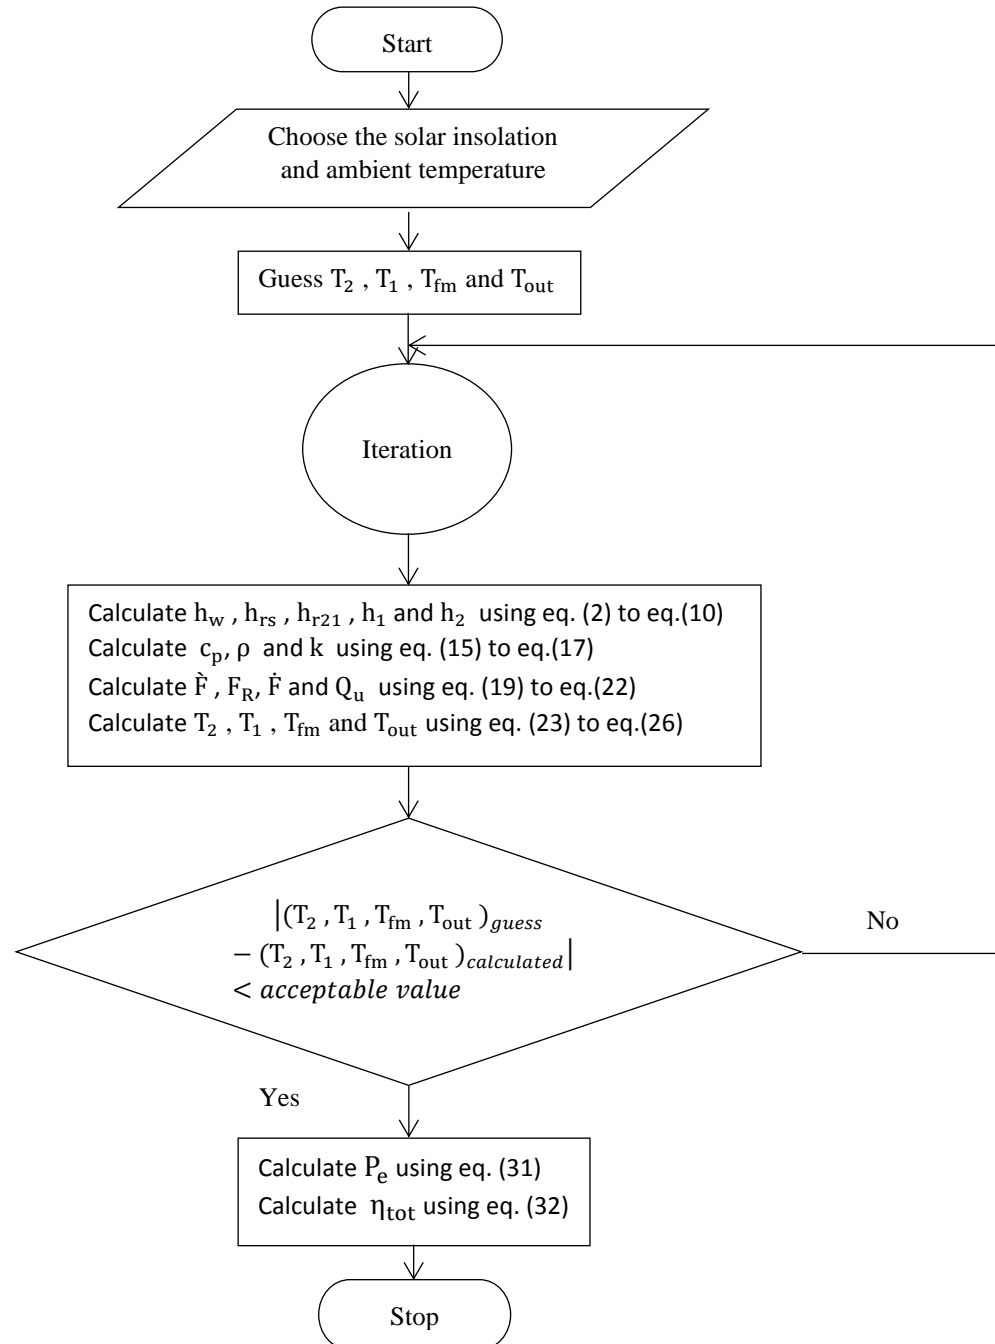 Start
Choose the solar insolation
and ambient temperature
Guess T₂ , T₁ , T_fm and T_out
Iteration
Calculate h_w , h_rs , h_r21 , h₁ and h₂ using eq. (2) to eq.(10)
Calculate c_p, ρ and k using eq. (15) to eq.(17)
Calculate F̀ , F_R, Ḟ and Q_u using eq. (19) to eq.(22)
Calculate T₂ , T₁ , T_fm and T_out using eq. (23) to eq.(26)
|(T₂ , T₁ , T_fm , T_out )_guess
− (T₂ , T₁ , T_fm , T_out )_calculated|
< acceptable value
No
Yes
Calculate P_e using eq. (31)
Calculate η_tot using eq. (32)
Stop